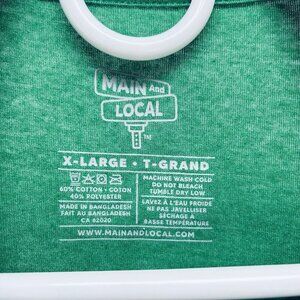 MAIN And
LOCAL
TM
X-LARGE • T-GRAND
60% COTTON • COTON
40% POLYESTER
MADE IN BANGLADESH
FAIT AU BANGLADESH
CA 62020
MACHINE WASH COLD
DO NOT BLEACH
TUMBLE DRY LOW
LAVEZ À L'EAU FROIDE
NE PAS JAVELLISER
SÉCHAGE À
BASSE TEMPÉRATURE
WWW.MAINANDLOCAL.COM